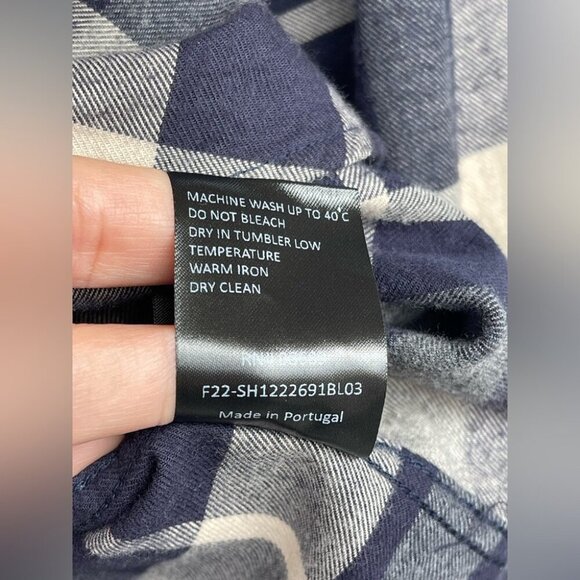 MACHINE WASH UP TO 40°C
DO NOT BLEACH
DRY IN TUMBLER LOW
TEMPERATURE
WARM IRON
DRY CLEAN
F22-SH1222691BL03
Made in Portugal